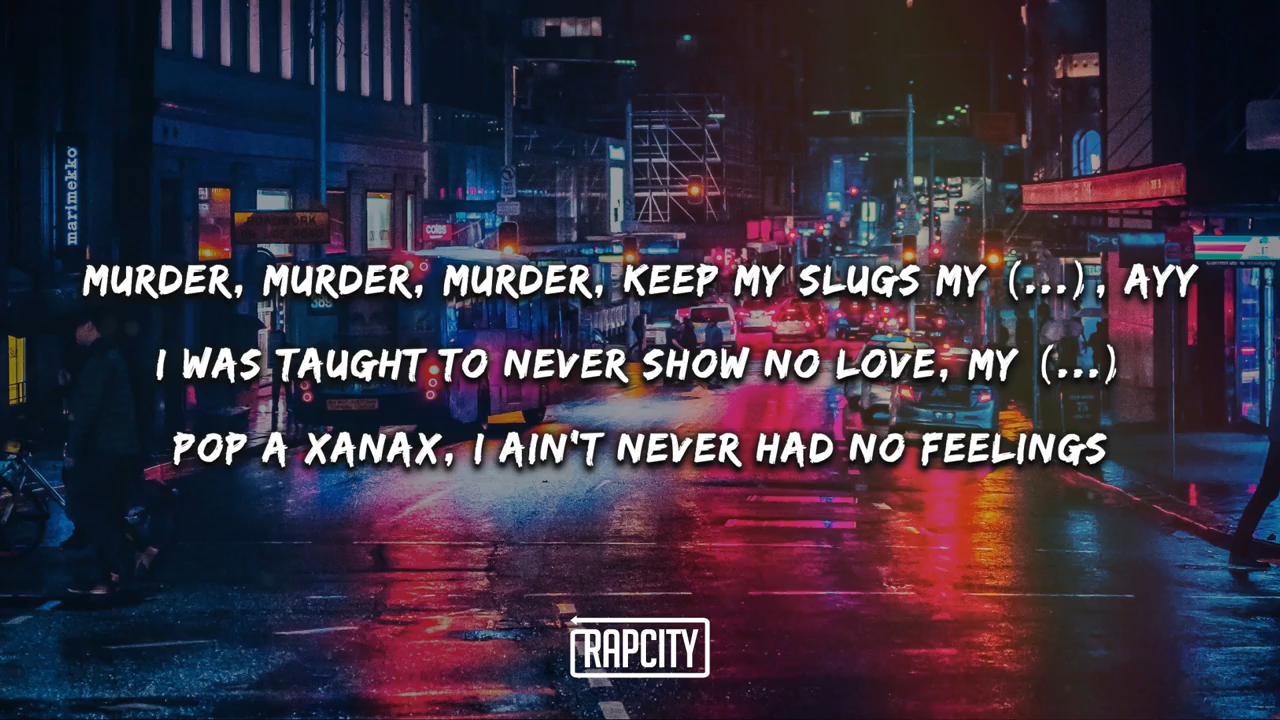 marimekko
coles
369
MURDER, MURDER, MURDER, KEEP MY SLUGS MY (...), AYY
I WAS TAUGHT TO NEVER SHOW NO LOVE, MY (...)
POP A XANAX, I AIN'T NEVER HAD NO FEELINGS
RAPCITY